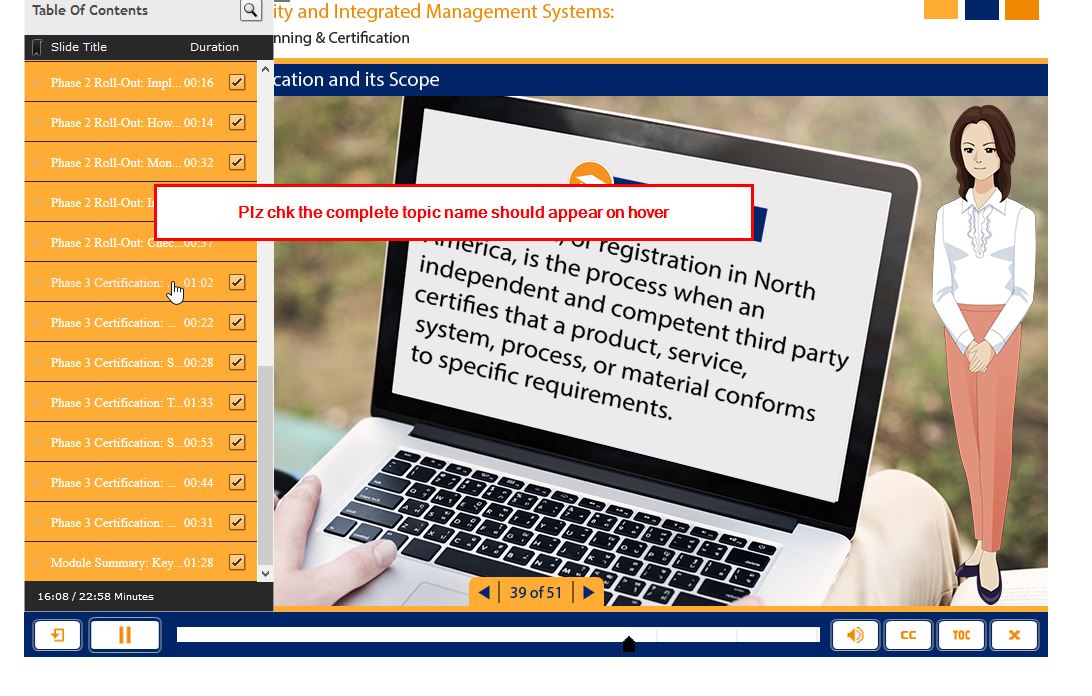 Table Of Contents
ity and Integrated Management Systems:
nning & Certification
Slide Title Duration
cation and its Scope
Phase 2 Roll-Out: Impl... 00:16
Phase 2 Roll-Out: How... 00:14
Phase 2 Roll-Out: Mon... 00:32
Phase 2 Roll-Out: I
Plz chk the complete topic name should appear on hover
Phase 2 Roll-Out: Chec... 00:37
Phase 3 Certification: ... 01:02
Phase 3 Certification: ... 00:22
Phase 3 Certification: S... 00:28
Phase 3 Certification: T... 01:33
Phase 3 Certification: S... 00:53
Phase 3 Certification: ... 00:44
Phase 3 Certification: ... 00:31
Module Summary: Key... 01:28
16:08 / 22:58 Minutes
or registration in North
America, is the process when an
independent and competent third party
certifies that a product, service,
system, process, or material conforms
to specific requirements.
39 of 51
CC TOC